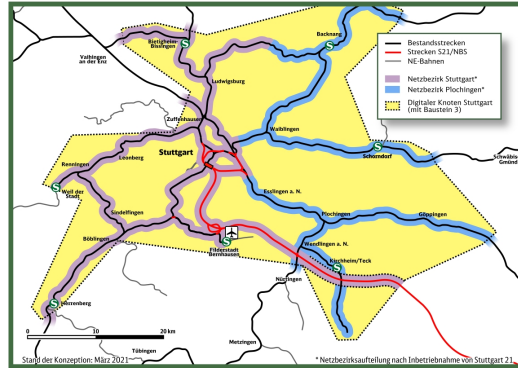 Backnang
Bietigheim-
Bissingen
S
S
Vaihingen
an der Enz
Ludwigsburg
Bestandsstrecken
Strecken S21/NBS
NE-Bahnen
Netzbezirk Stuttgart*
Netzbezirk Plochingen*
Digitaler Knoten Stuttgart
(mit Baustein 3)
Zuffenhausen
Waiblingen
Stuttgart
S
Schorndorf
Schwäbisch
Gmünd
Leonberg
Renningen
S
Weil der
Stadt
Esslingen a. N.
Sindelfingen
Plochingen
Göppingen
Böblingen
S
Filderstadt
Bernhausen
Wendlingen a. N.
S
Kirchheim/Teck
Nürtingen
S
Herrenberg
0 10 20 km
Tübingen
Metzingen
Stand der Konzeption: März 2021
* Netzbezirksaufteilung nach Inbetriebnahme von Stuttgart 21